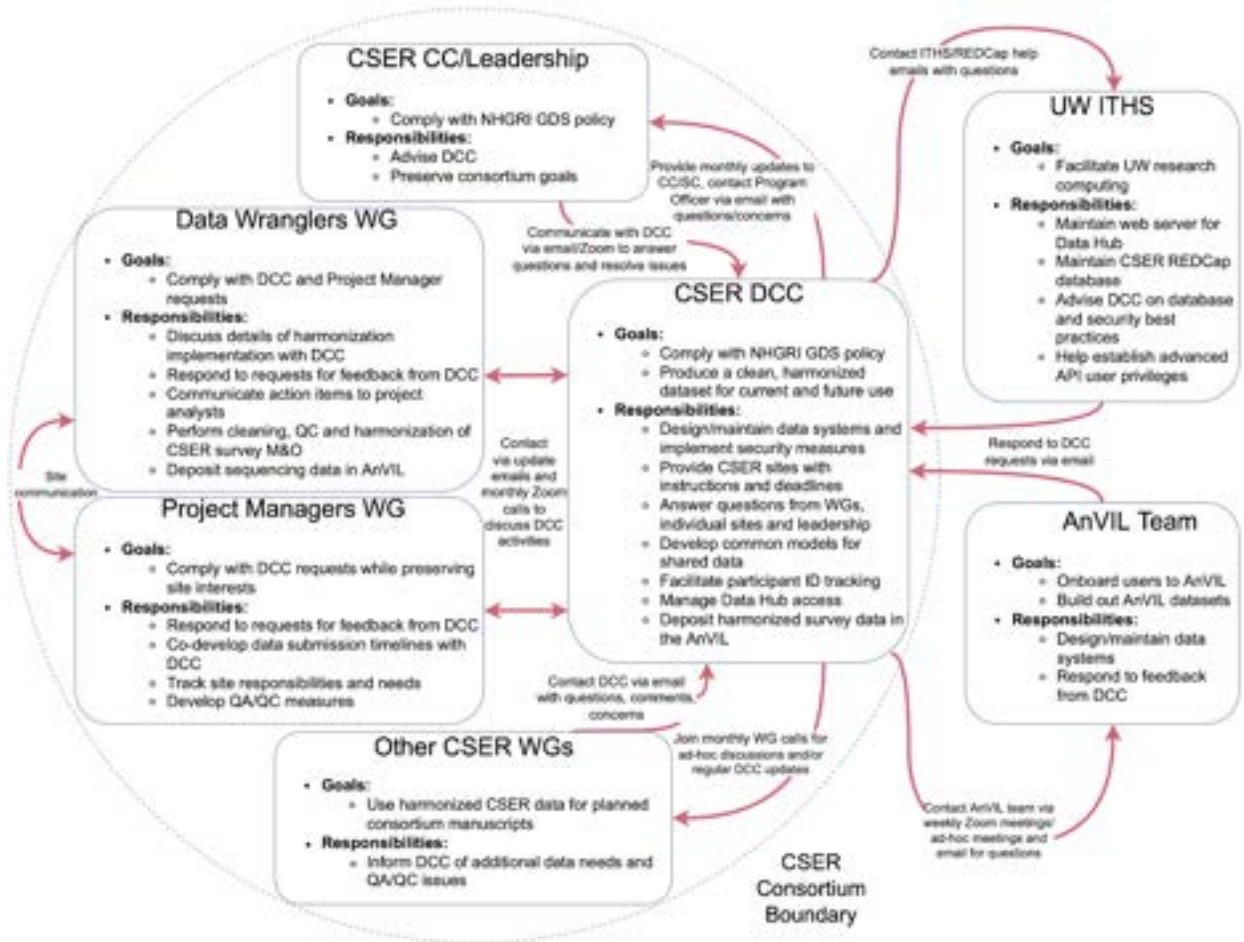 CSER CC/Leadership
• Goals:
Comply with NHGRI GDS policy
• Responsibilities:
Advise DCC
Preserve consortium goals
Contact ITHS/REDCap help
emails with questions
UW ITHS
• Goals:
Facilitate UW research
computing
• Responsibilities:
Maintain web server for
Data Hub
Maintain CSER REDCap
database
Advise DCC on database
and security best
practices
Help establish advanced
API user privileges
Provide monthly updates to
CC/SC, contact Program
Officer via email with
questions/concerns
Communicate with DCC
via email/Zoom to answer
questions and resolve issues
Data Wranglers WG
• Goals:
Comply with DCC and Project Manager
requests
• Responsibilities:
Discuss details of harmonization
implementation with DCC
Respond to requests for feedback from DCC
Communicate action items to project
analysts
Perform cleaning, QC and harmonization of
CSER survey M&O
Deposit sequencing data in AnVIL
CSER DCC
• Goals:
Comply with NHGRI GDS policy
Produce a clean, harmonized
dataset for current and future use
• Responsibilities:
Design/maintain data systems and
implement security measures
Provide CSER sites with
instructions and deadlines
Answer questions from WGs,
individual sites and leadership
Develop common models for
shared data
Facilitate participant ID tracking
Manage Data Hub access
Deposit harmonized survey data in
the AnVIL
Contact
via update
emails and
monthly Zoom
calls to
discuss DCC
activities
Site
communication
Respond to DCC
requests via email
Project Managers WG
• Goals:
Comply with DCC requests while preserving
site interests
• Responsibilities:
Respond to requests for feedback from DCC
Co-develop data submission timelines with
DCC
Track site responsibilities and needs
Develop QA/QC measures
AnVIL Team
• Goals:
Onboard users to AnVIL
Build out AnVIL datasets
• Responsibilities:
Design/maintain data
systems
Respond to feedback
from DCC
Contact DCC via email
with questions, comments,
concerns
Join monthly WG calls for
ad-hoc discussions and/or
regular DCC updates
Other CSER WGs
• Goals:
Use harmonized CSER data for planned
consortium manuscripts
• Responsibilities:
Inform DCC of additional data needs and
QA/QC issues
Contact AnVIL team via
weekly Zoom meetings/
ad-hoc meetings and
email for questions
CSER
Consortium
Boundary